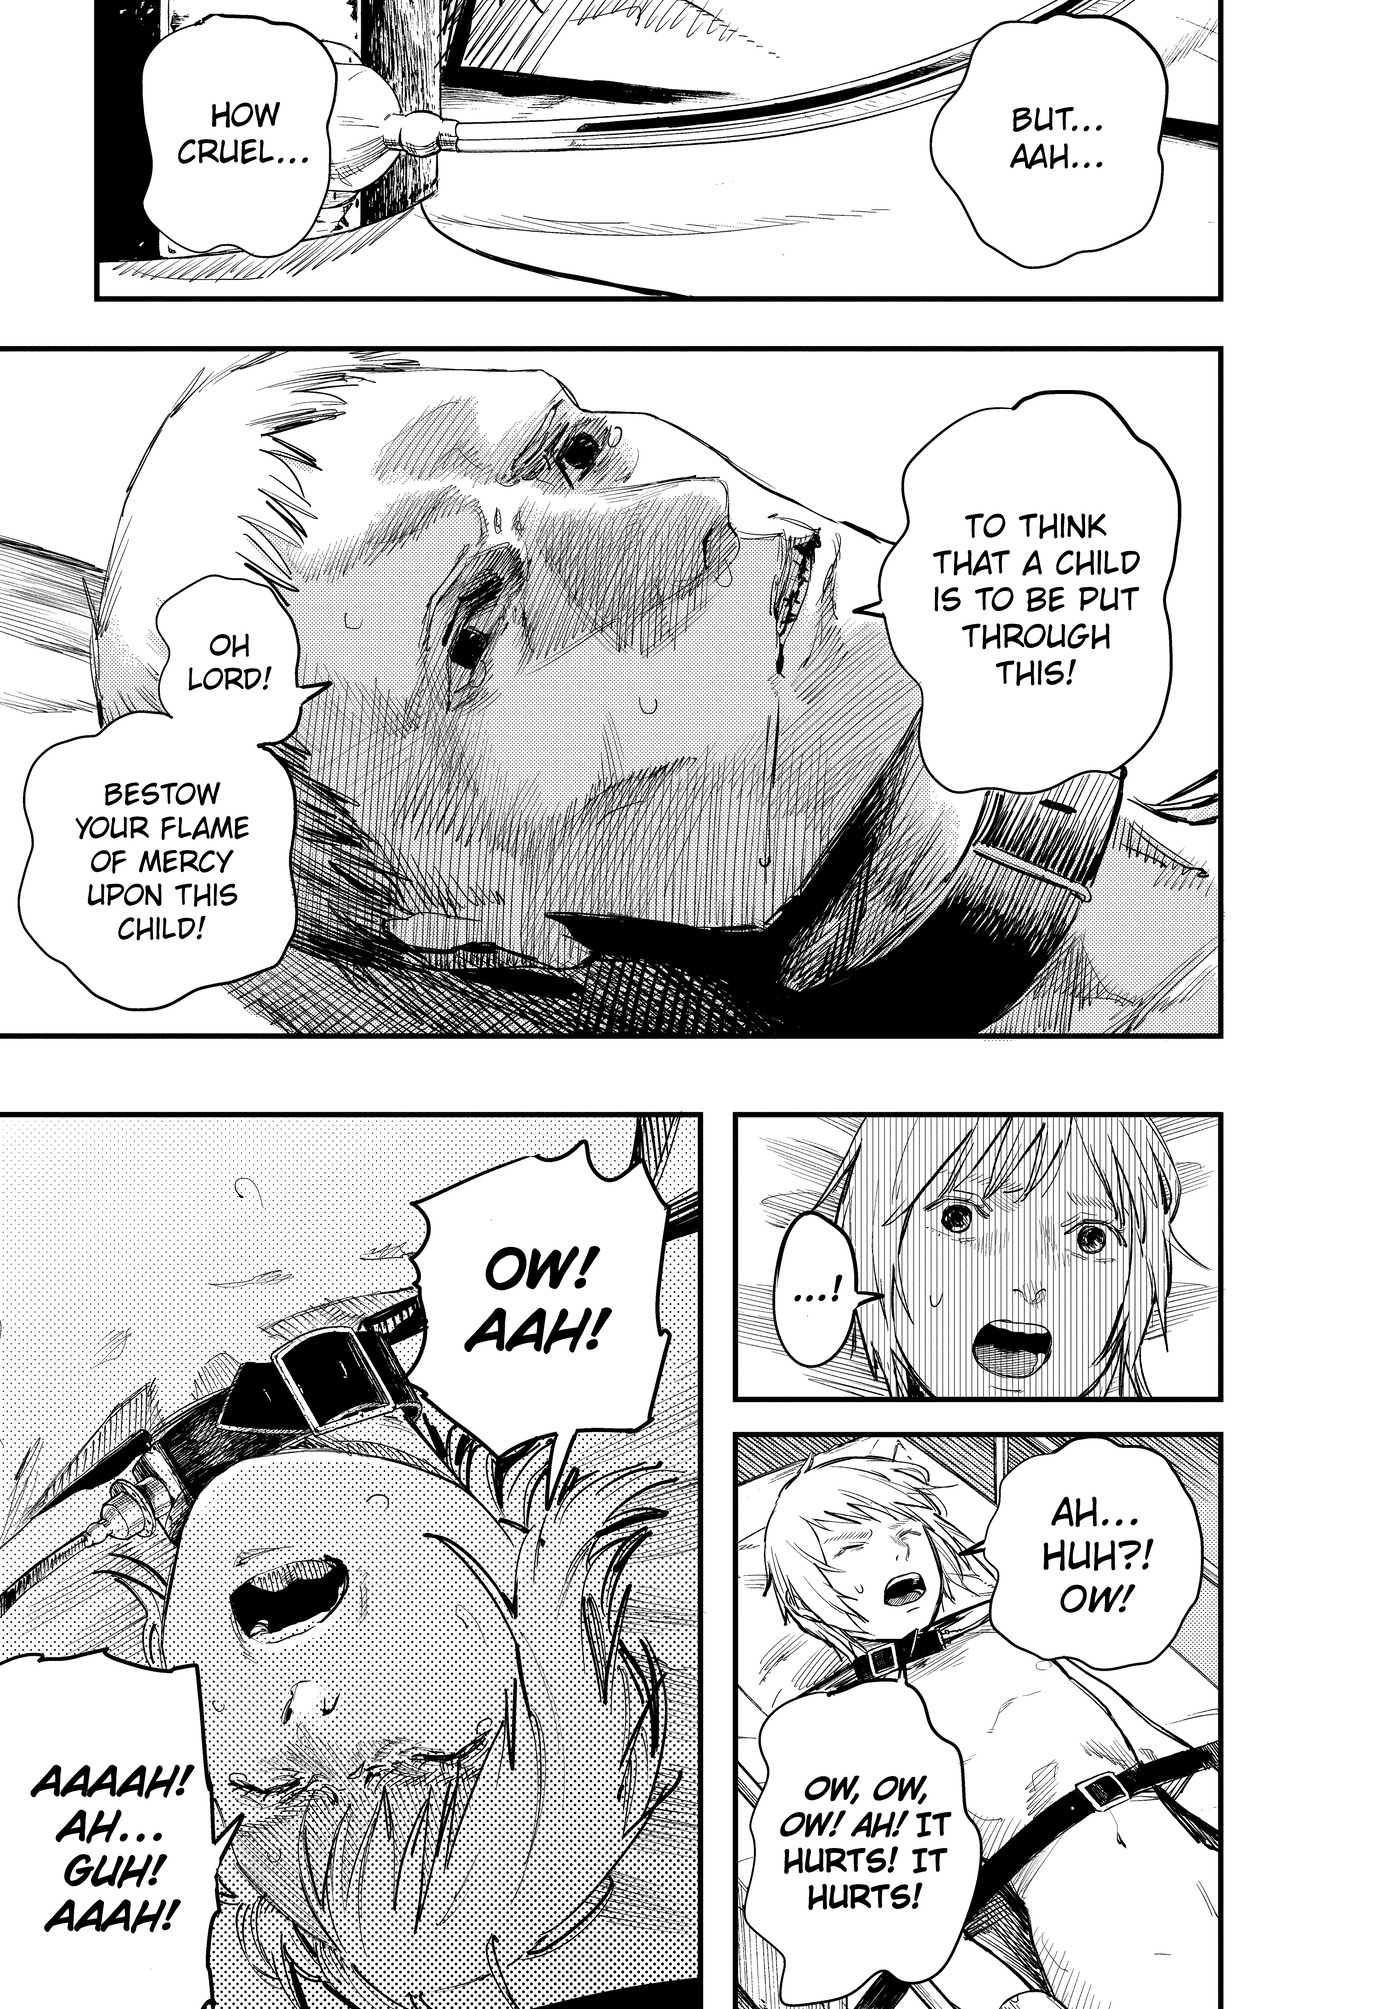 BUT...
AAH...
HOW
CRUEL...
TO THINK
THAT A CHILD
IS TO BE PUT
THROUGH
THIS!
OH
LORD!
BESTOW
YOUR FLAME
OF MERCY
UPON THIS
CHILD!
...!
AH...
HUH?!
OW!
OW, OW,
OW! AH! IT
HURTS! IT
HURTS!
OW!
AAH!
AAAAH!
AH...
GUH!
AAAH!